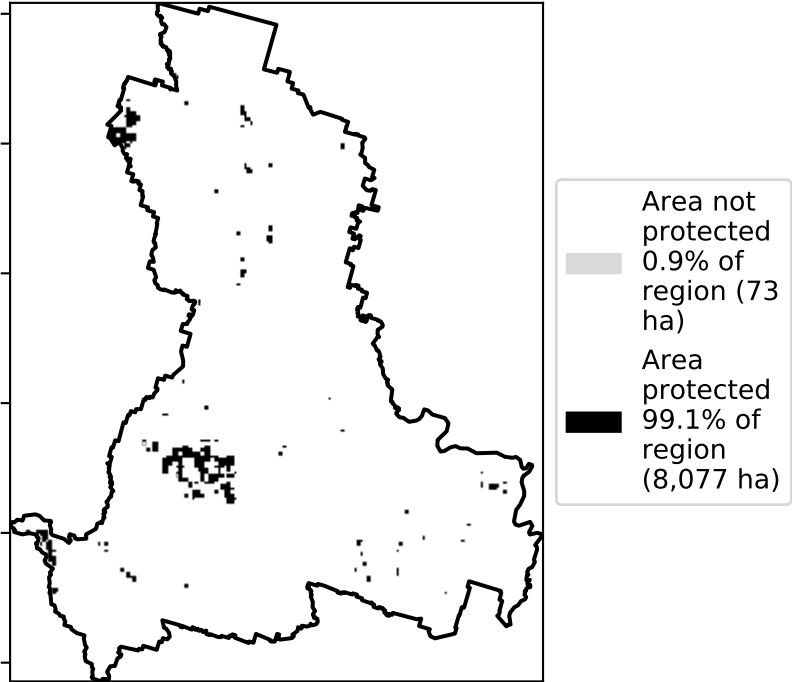 Area not
protected
0.9% of
region (73
ha)
Area
protected
99.1% of
region
(8,077 ha)